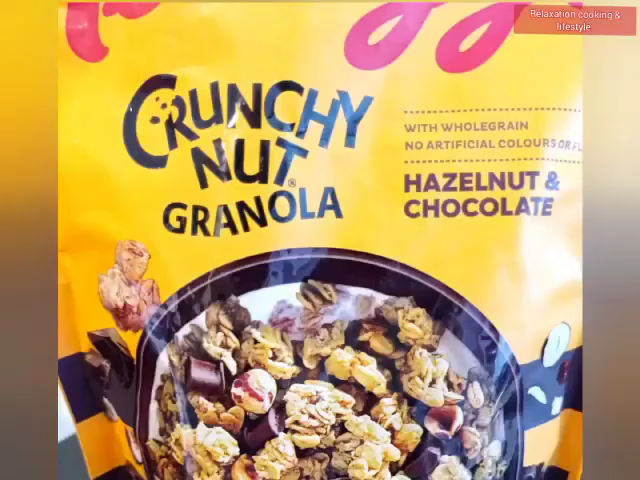 Relaxation cooking &
lifestyle
CRUNCHY
NUT®
GRANOLA
WITH WHOLEGRAIN
NO ARTIFICIAL COLOURS OR
HAZELNUT &
CHOCOLATE